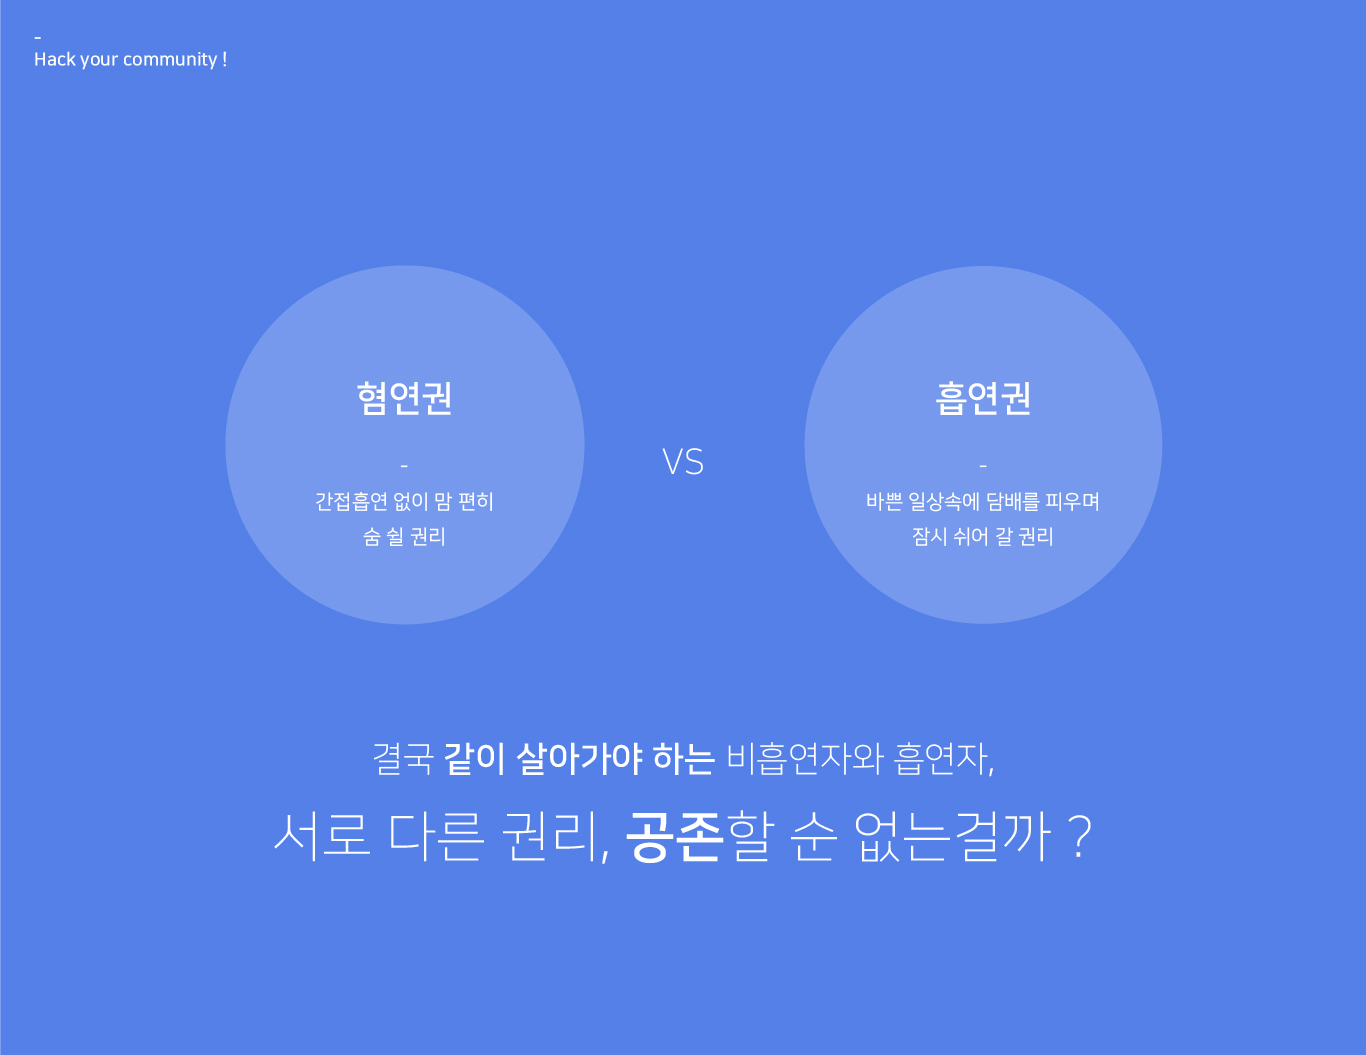 -
Hack your community !
혐연권
-
간접흡연 없이 맘 편히
숨 쉴 권리
VS
흡연권
-
바쁜 일상속에 담배를 피우며
잠시 쉬어 갈 권리
결국 같이 살아가야 하는 비흡연자와 흡연자,
서로 다른 권리, 공존할 순 없는걸까 ?